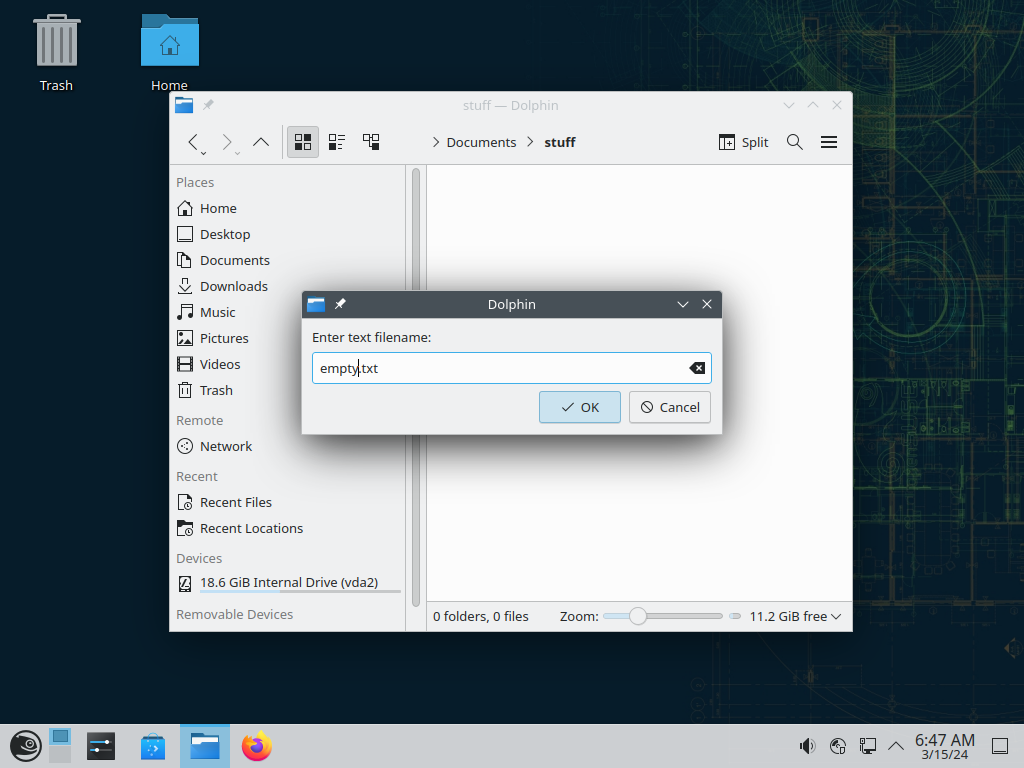 Trash
Home
stuff — Dolphin
Documents
stuff
Split
Places
Home
Desktop
Documents
Downloads
Music
Pictures
Videos
Trash
Remote
Network
Recent
Recent Files
Recent Locations
Devices
18.6 GiB Internal Drive (vda2)
Removable Devices
Dolphin
Enter text filename:
empty.txt
OK
Cancel
0 folders, 0 files
Zoom:
11.2 GiB free
6:47 AM
3/15/24